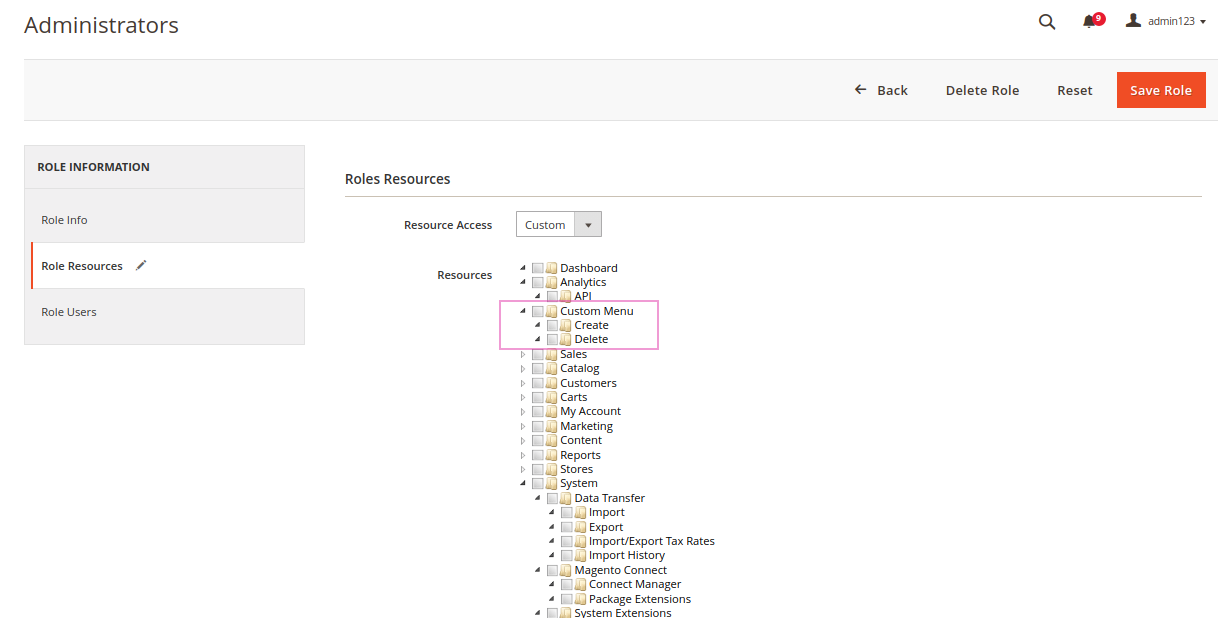 Administrators
9
admin123
Back
Delete Role
Reset
Save Role
ROLE INFORMATION
Role Info
Role Resources
Role Users
Roles Resources
Resource Access
Custom
Resources
Dashboard
Analytics
API
Custom Menu
Create
Delete
Sales
Catalog
Customers
Carts
My Account
Marketing
Content
Reports
Stores
System
Data Transfer
Import
Export
Import/Export Tax Rates
Import History
Magento Connect
Connect Manager
Package Extensions
System Extensions